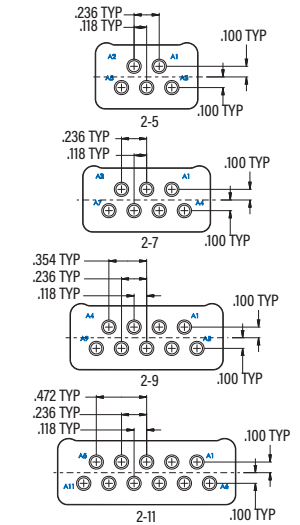 .236 TYP
.118 TYP
.100 TYP
A2 A1
A5 A3
.100 TYP
2-5
.236 TYP
.118 TYP
.100 TYP
A3 A1
A7 A4
.100 TYP
2-7
.354 TYP
.236 TYP
.118 TYP
.100 TYP
A4 A1
A9 A5
.100 TYP
2-9
.472 TYP
.236 TYP
.118 TYP
.100 TYP
A5 A1
A11 A6
.100 TYP
2-11